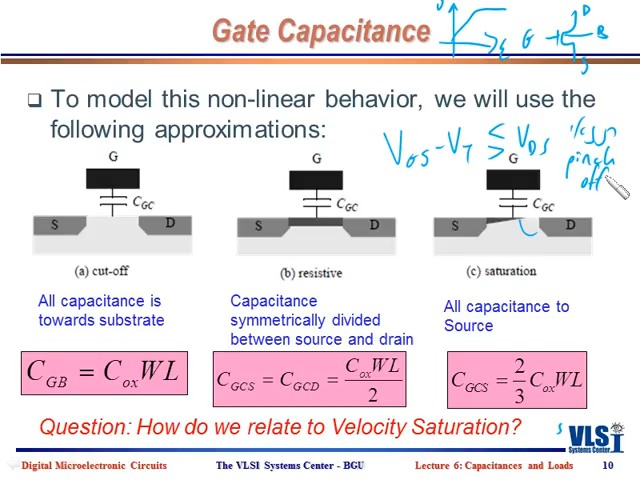 Gate Capacitance
G D B S
To model this non-linear behavior, we will use the
following approximations:
V_GS - V_T ≤ V_DS
>
pinch
off
G G G
C_GC C_GC C_GC
S D S D S D
(a) cut-off (b) resistive (c) saturation
All capacitance is
towards substrate
Capacitance
symmetrically divided
between source and drain
All capacitance to
Source
C_GB = C_ox WL
C_GCS = C_GCD = C_ox WL / 2
C_GCS = 2/3 C_ox WL
Question: How do we relate to Velocity Saturation?
VLSI
Systems Center
Digital Microelectronic Circuits The VLSI Systems Center - BGU Lecture 6: Capacitances and Loads 10